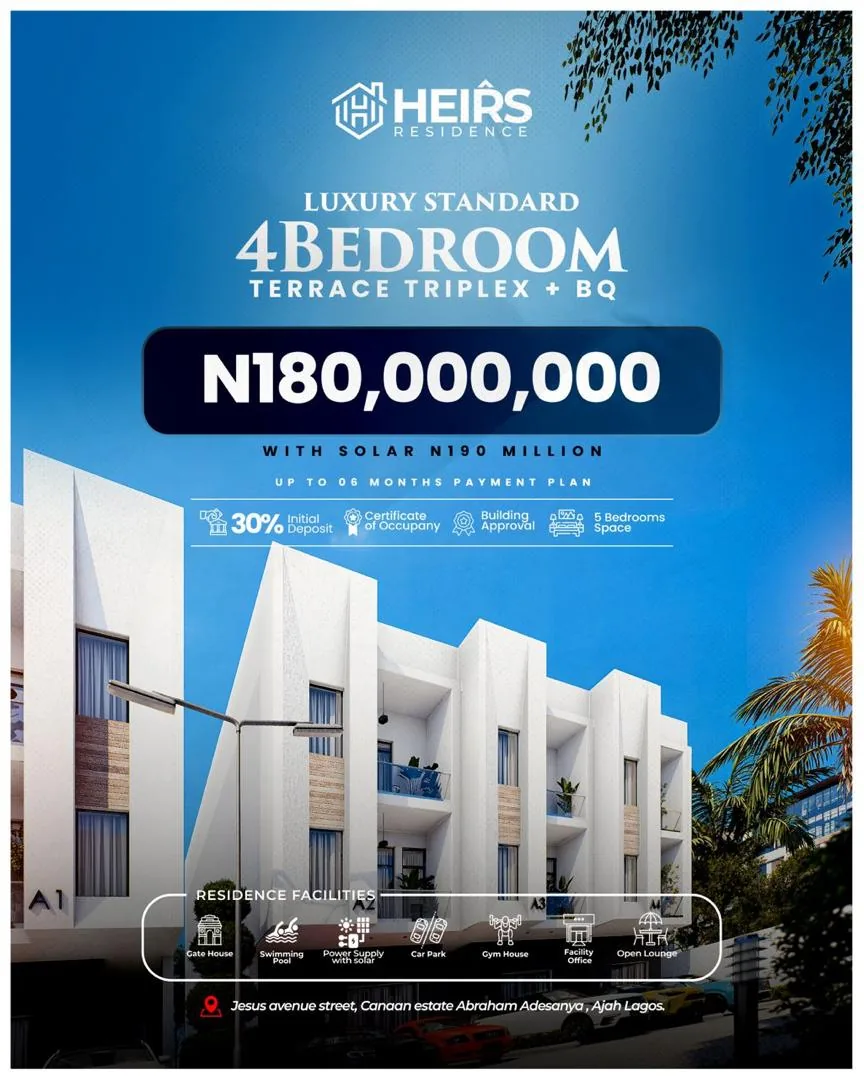 HEIRS
RESIDENCE
LUXURY STANDARD
4BEDROOM
TERRACE TRIPLEX + BQ
N180,000,000
WITH SOLAR N190 MILLION
UP TO 06 MONTHS PAYMENT PLAN
30% Initial Deposit
Certificate of Occupany
Building Approval
5 Bedrooms Space
A1
A2
A3
A4
RESIDENCE FACILITIES
Gate House
Swimming Pool
Power Supply with solar
Car Park
Gym House
Facility Office
Open Lounge
Jesus avenue street, Canaan estate Abraham Adesanya , Ajah Lagos.